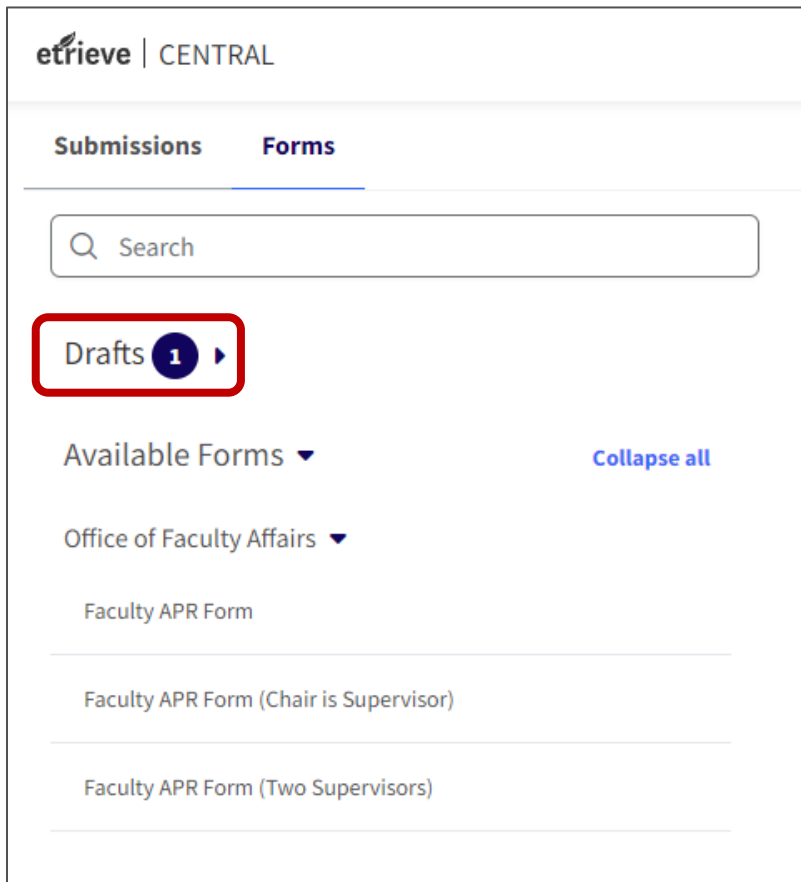 etrieve | CENTRAL
Submissions Forms
Search
Drafts 1
Available Forms Collapse all
Office of Faculty Affairs
Faculty APR Form
Faculty APR Form (Chair is Supervisor)
Faculty APR Form (Two Supervisors)